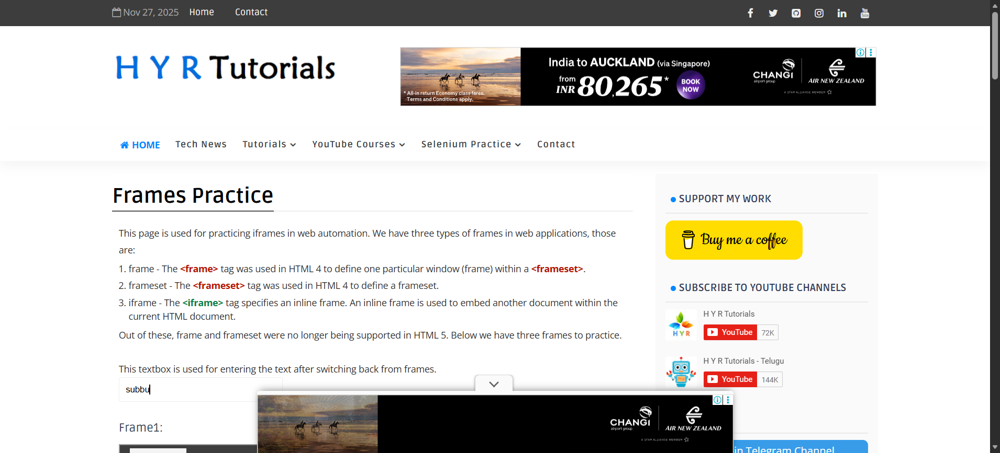 Nov 27, 2025 Home Contact
H Y R Tutorials
India to AUCKLAND (via Singapore)
from INR 80,265*
BOOK NOW
* All-in return Economy class fares.
Terms and Conditions apply.
CHANGI
airport group
AIR NEW ZEALAND
A STAR ALLIANCE MEMBER
HOME Tech News Tutorials YouTube Courses Selenium Practice Contact
Frames Practice
This page is used for practicing iframes in web automation. We have three types of frames in web applications, those
are:
1. frame - The <frame> tag was used in HTML 4 to define one particular window (frame) within a <frameset>.
2. frameset - The <frameset> tag was used in HTML 4 to define a frameset.
3. iframe - The <iframe> tag specifies an inline frame. An inline frame is used to embed another document within the
current HTML document.
Out of these, frame and frameset were no longer being supported in HTML 5. Below we have three frames to practice.
This textbox is used for entering the text after switching back from frames.
subbu
Frame1:
SUPPORT MY WORK
Buy me a coffee
SUBSCRIBE TO YOUTUBE CHANNELS
HYR
H Y R Tutorials
YouTube 72K
H Y R Tutorials - Telugu
YouTube 144K
CHANGI
airport group
AIR NEW ZEALAND
A STAR ALLIANCE MEMBER
in Telegram Channel